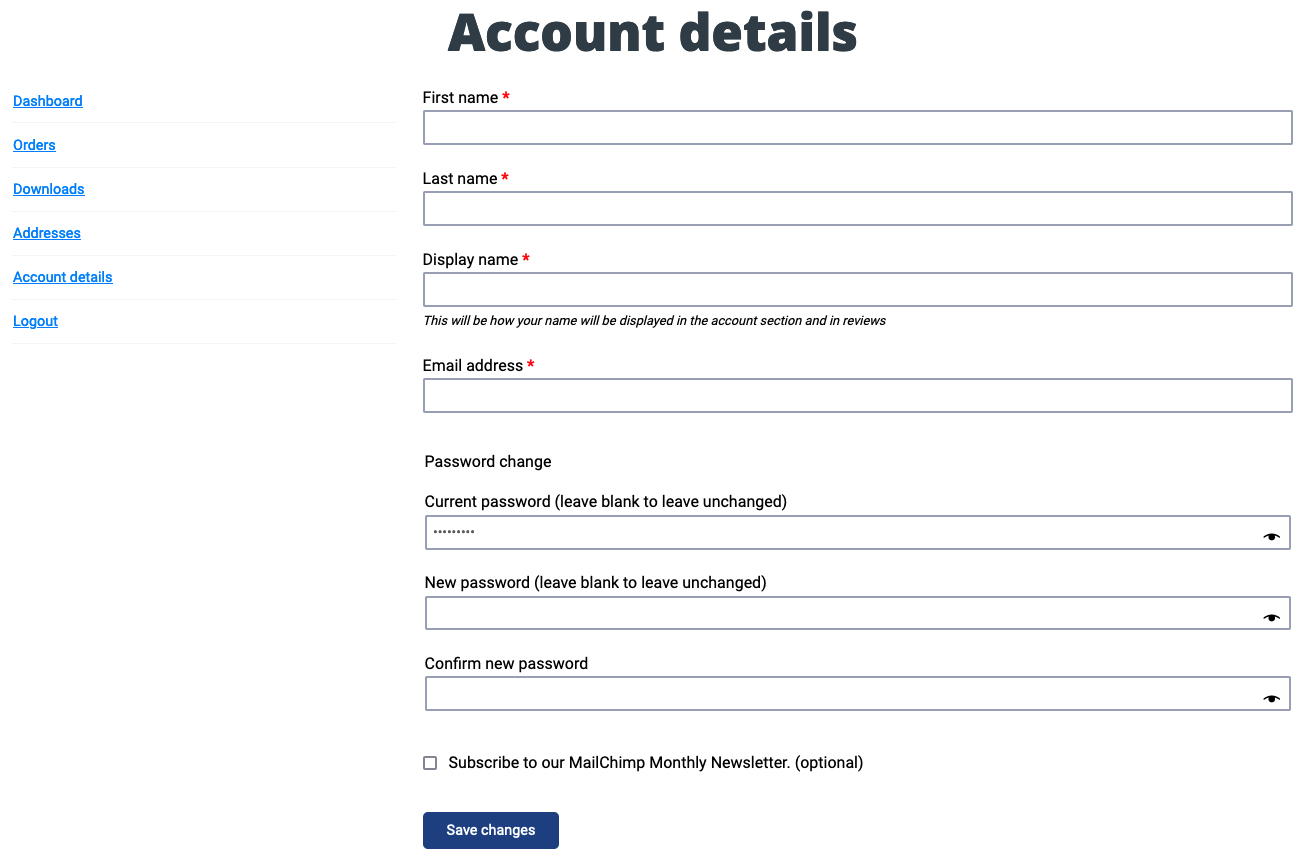 Account details
Dashboard
Orders
Downloads
Addresses
Account details
Logout
First name *
Last name *
Display name *
This will be how your name will be displayed in the account section and in reviews
Email address *
Password change
Current password (leave blank to leave unchanged)
•••••••••
New password (leave blank to leave unchanged)
Confirm new password
Subscribe to our MailChimp Monthly Newsletter. (optional)
Save changes